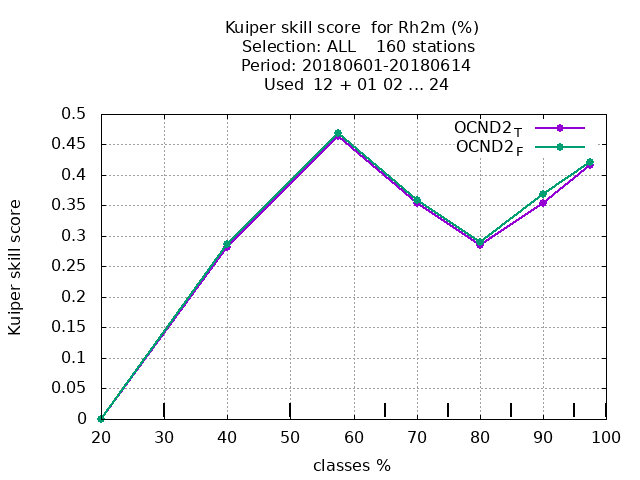 Kuiper skill score  for Rh2m (%)
Selection: ALL    160 stations
Period: 20180601-20180614
Used  12 + 01 02 ... 24
OCND2T
OCND2F
0.5
0.45
0.4
0.35
0.3
0.25
0.2
0.15
0.1
0.05
0
Kuiper skill score
20 30 40 50 60 70 80 90 100
classes %